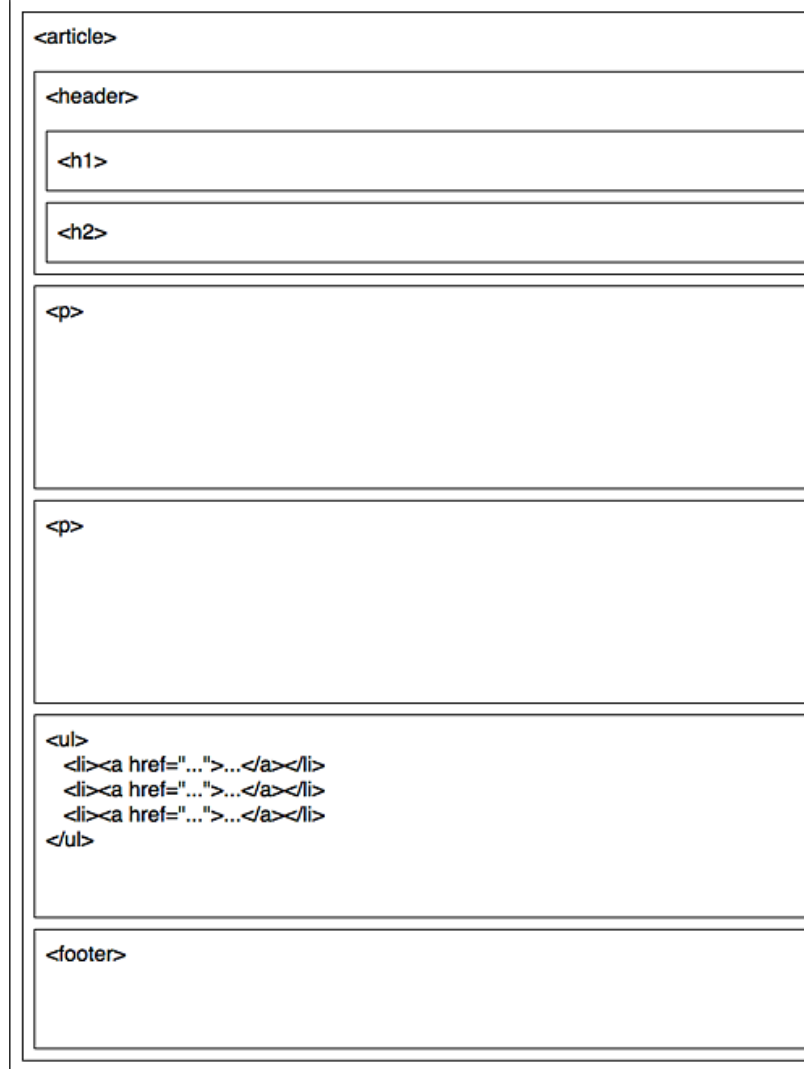 <article>
<header>
<h1>
<h2>
<p>
<p>
<ul>
<li><a href="...">...</a></li>
<li><a href="...">...</a></li>
<li><a href="...">...</a></li>
</ul>
<footer>